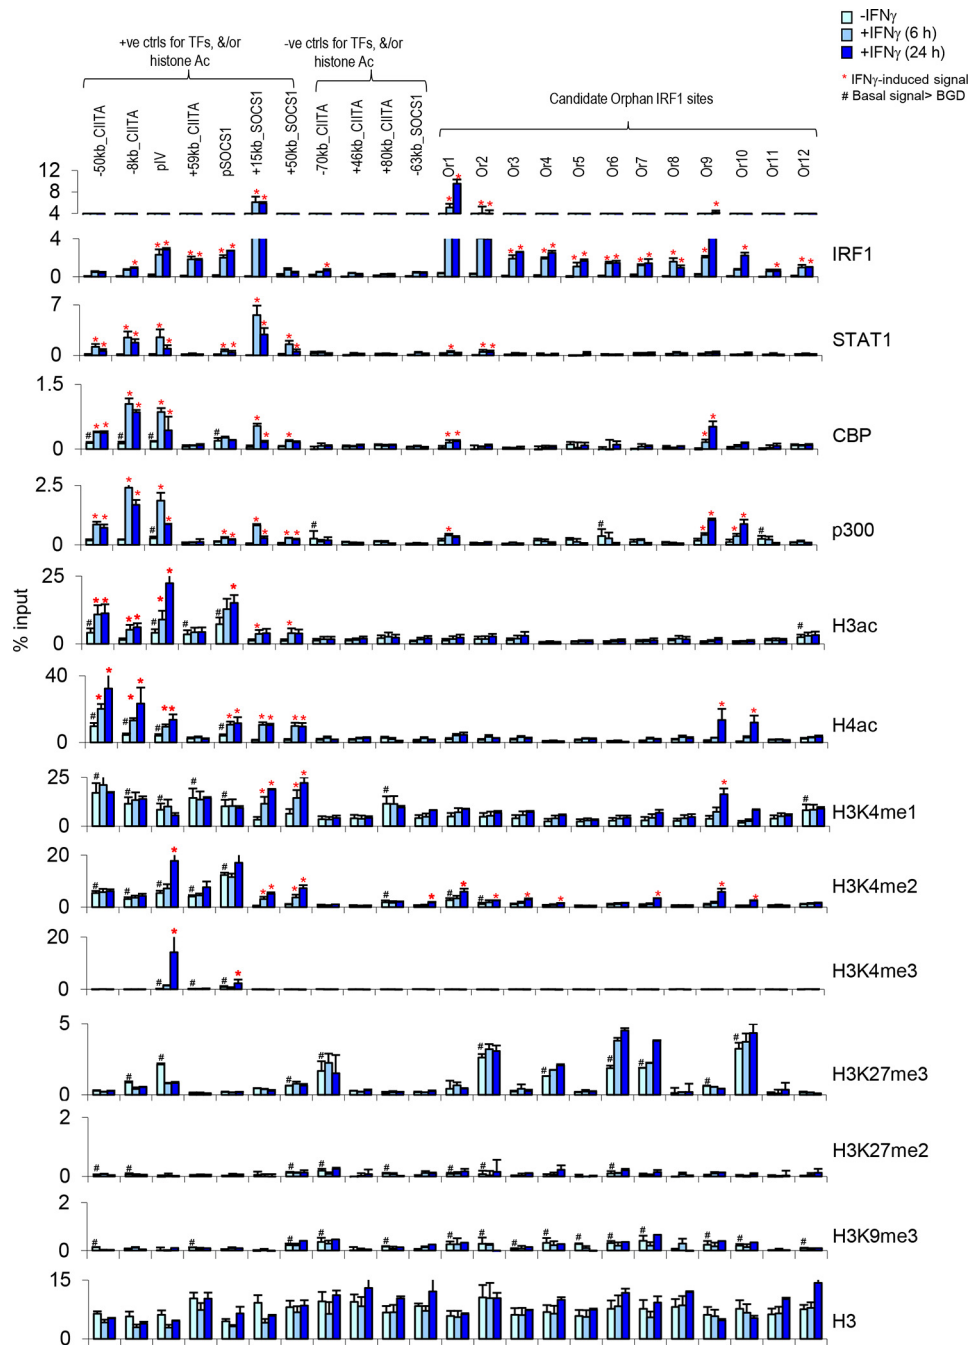 -IFNγ
+IFNγ (6 h)
+IFNγ (24 h)
* IFNγ-induced signal
# Basal signal> BGD
+ve ctrls for TFs, &/or
histone Ac
-ve ctrls for TFs, &/or
histone Ac
Candidate Orphan IRF1 sites
-50kb_CIITA
-8kb_CIITA
pIV
+59kb_CIITA
pSOCS1
+15kb_SOCS1
+50kb_SOCS1
-70kb_CIITA
+46kb_CIITA
+80kb_CIITA
-63kb_SOCS1
Or1
Or2
Or3
Or4
Or5
Or6
Or7
Or8
Or9
Or10
Or11
Or12
12
8
4
4
0
IRF1
7
0
STAT1
1.5
0
CBP
2.5
0
p300
% input
25
0
H3ac
40
0
H4ac
25
0
H3K4me1
20
0
H3K4me2
20
0
H3K4me3
5
0
H3K27me3
2
0
H3K27me2
2
0
H3K9me3
15
0
H3